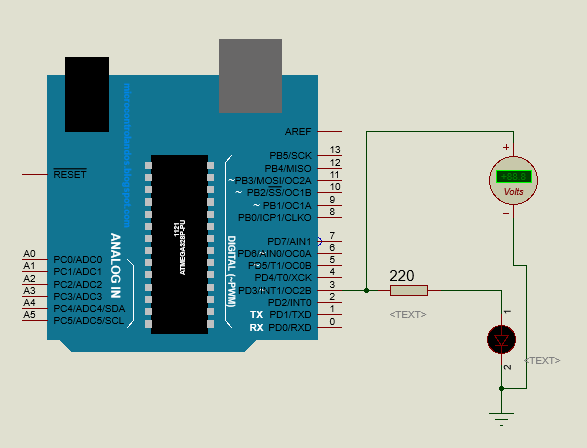 microcontrolandos.blogspot.com
RESET
AREF
PB5/SCK 13
PB4/MISO 12
~PB3/MOSI/OC2A 11
~PB2/SS/OC1B 10
~PB1/OC1A 9
PB0/ICP1/CLKO 8
PD7/AIN1 7
~PD6/AIN0/OC0A 6
~PD5/T1/OC0B 5
PD4/T0/XCK 4
~PD3/INT1/OC2B 3
PD2/INT0 2
TX PD1/TXD 1
RX PD0/RXD 0
A0 PC0/ADC0
A1 PC1/ADC1
A2 PC2/ADC2
A3 PC3/ADC3
A4 PC4/ADC4/SDA
A5 PC5/ADC5/SCL
ANALOG IN
1121
ATMEGA328P-PU
DIGITAL (~PWM)
220
<TEXT>
+
Volts
−
1
2
<TEXT>